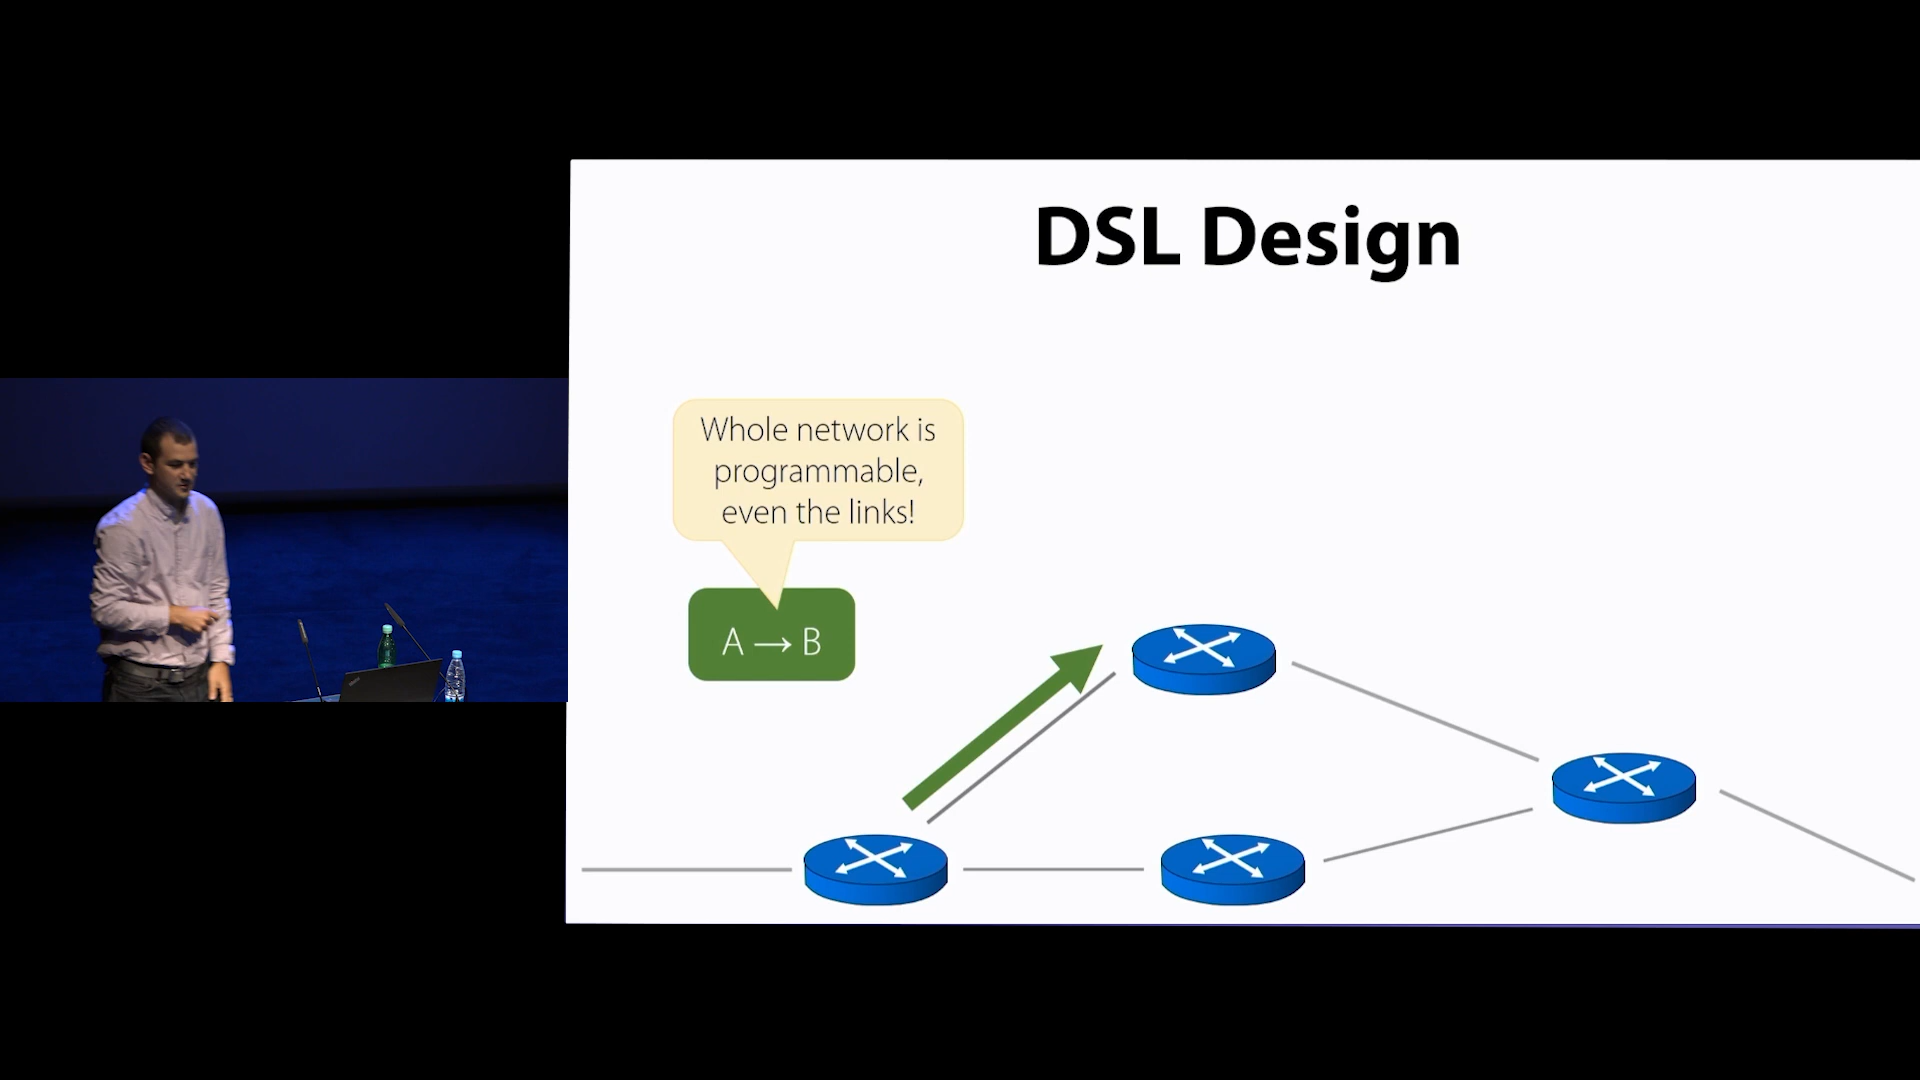 DSL Design
Whole network is
programmable,
even the links!
A → B